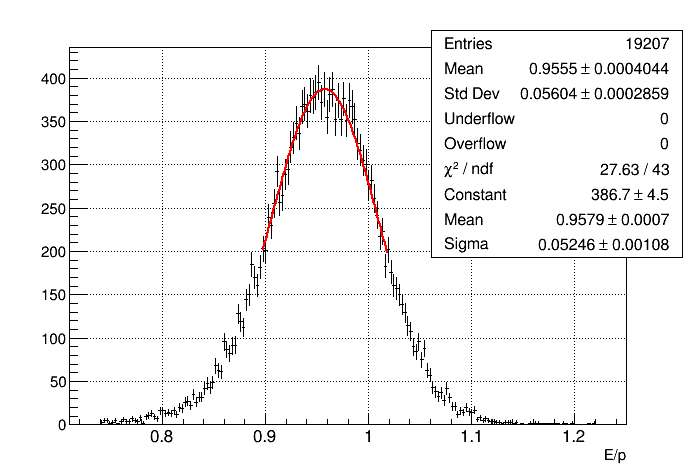 Entries 19207
Mean 0.9555 ± 0.0004044
Std Dev 0.05604 ± 0.0002859
Underflow 0
Overflow 0
χ² / ndf 27.63 / 43
Constant 386.7 ± 4.5
Mean 0.9579 ± 0.0007
Sigma 0.05246 ± 0.00108
400
350
300
250
200
150
100
50
0
0.8 0.9 1 1.1 1.2
E/p